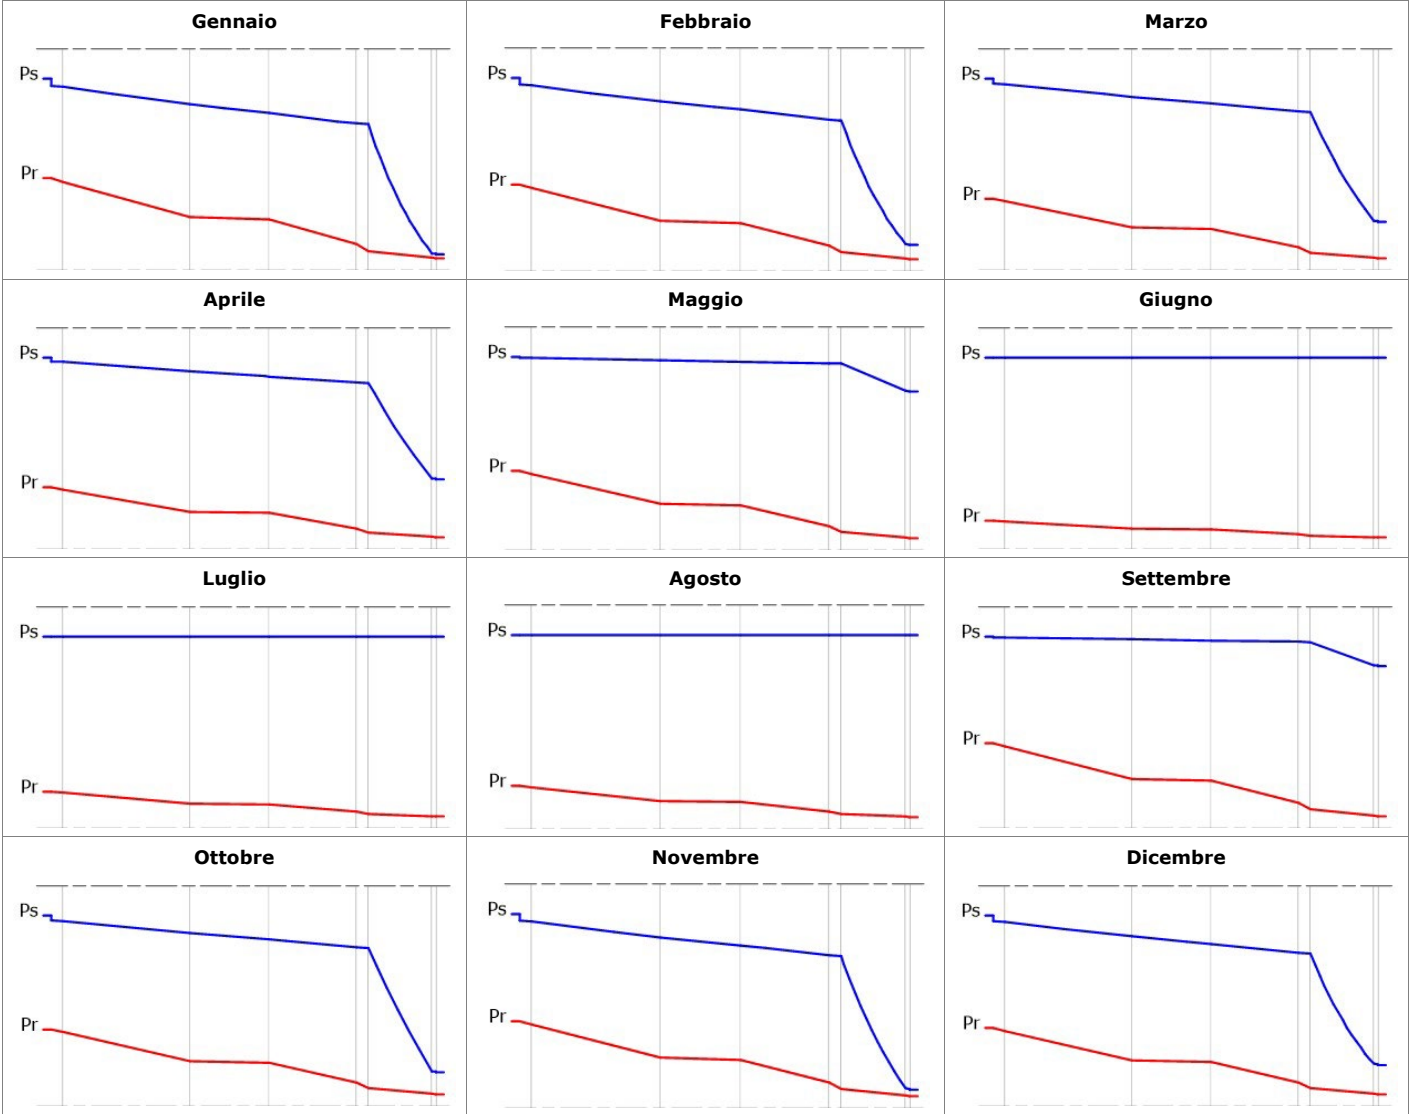 Gennaio
Febbraio
Marzo
Ps
Ps
Ps
Pr
Pr
Pr
Aprile
Maggio
Giugno
Ps
Ps
Ps
Pr
Pr
Pr
Luglio
Agosto
Settembre
Ps
Ps
Ps
Pr
Pr
Pr
Ottobre
Novembre
Dicembre
Ps
Ps
Ps
Pr
Pr
Pr